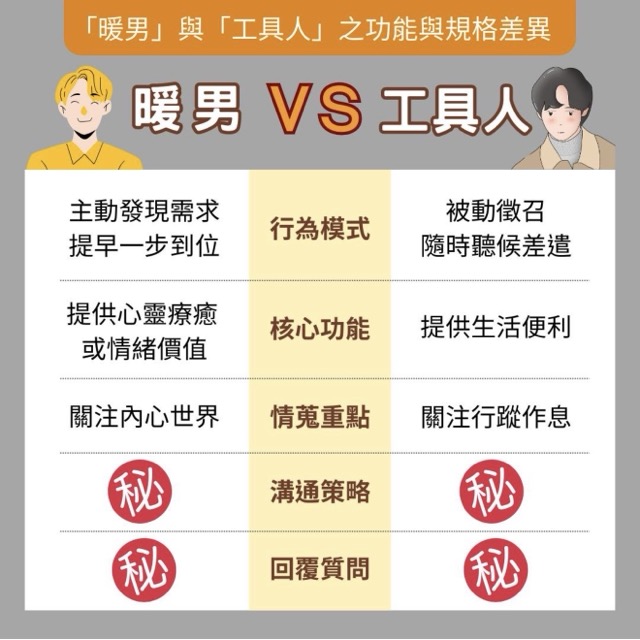 「暖男」與「工具人」之功能與規格差異
暖男 VS 工具人
主動發現需求
提早一步到位
行為模式
被動徵召
隨時聽候差遣
提供心靈療癒
或情緒價值
核心功能
提供生活便利
關注內心世界
情蒐重點
關注行蹤作息
秘
溝通策略
秘
秘
回覆質問
秘